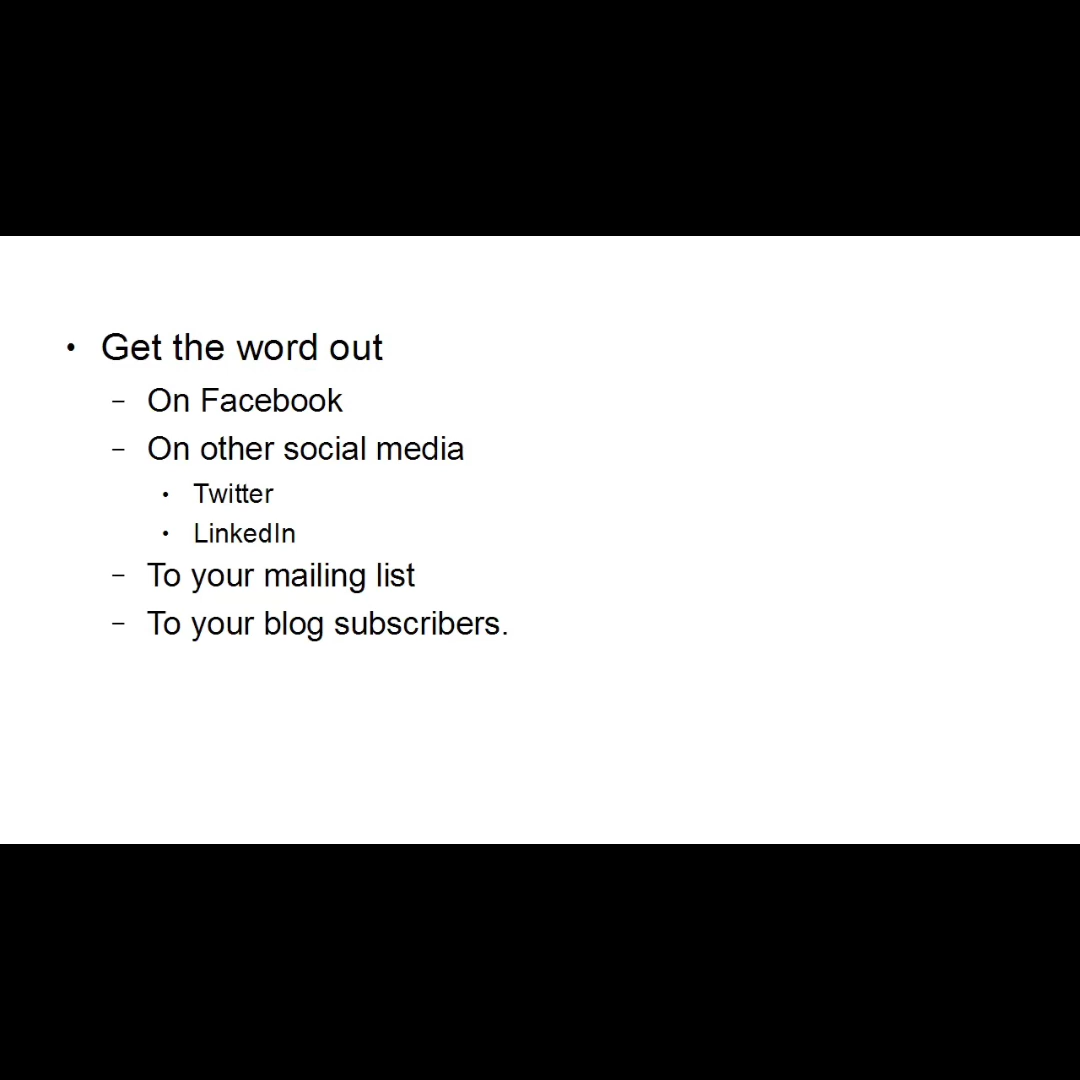 • Get the word out
– On Facebook
– On other social media
• Twitter
• LinkedIn
– To your mailing list
– To your blog subscribers.